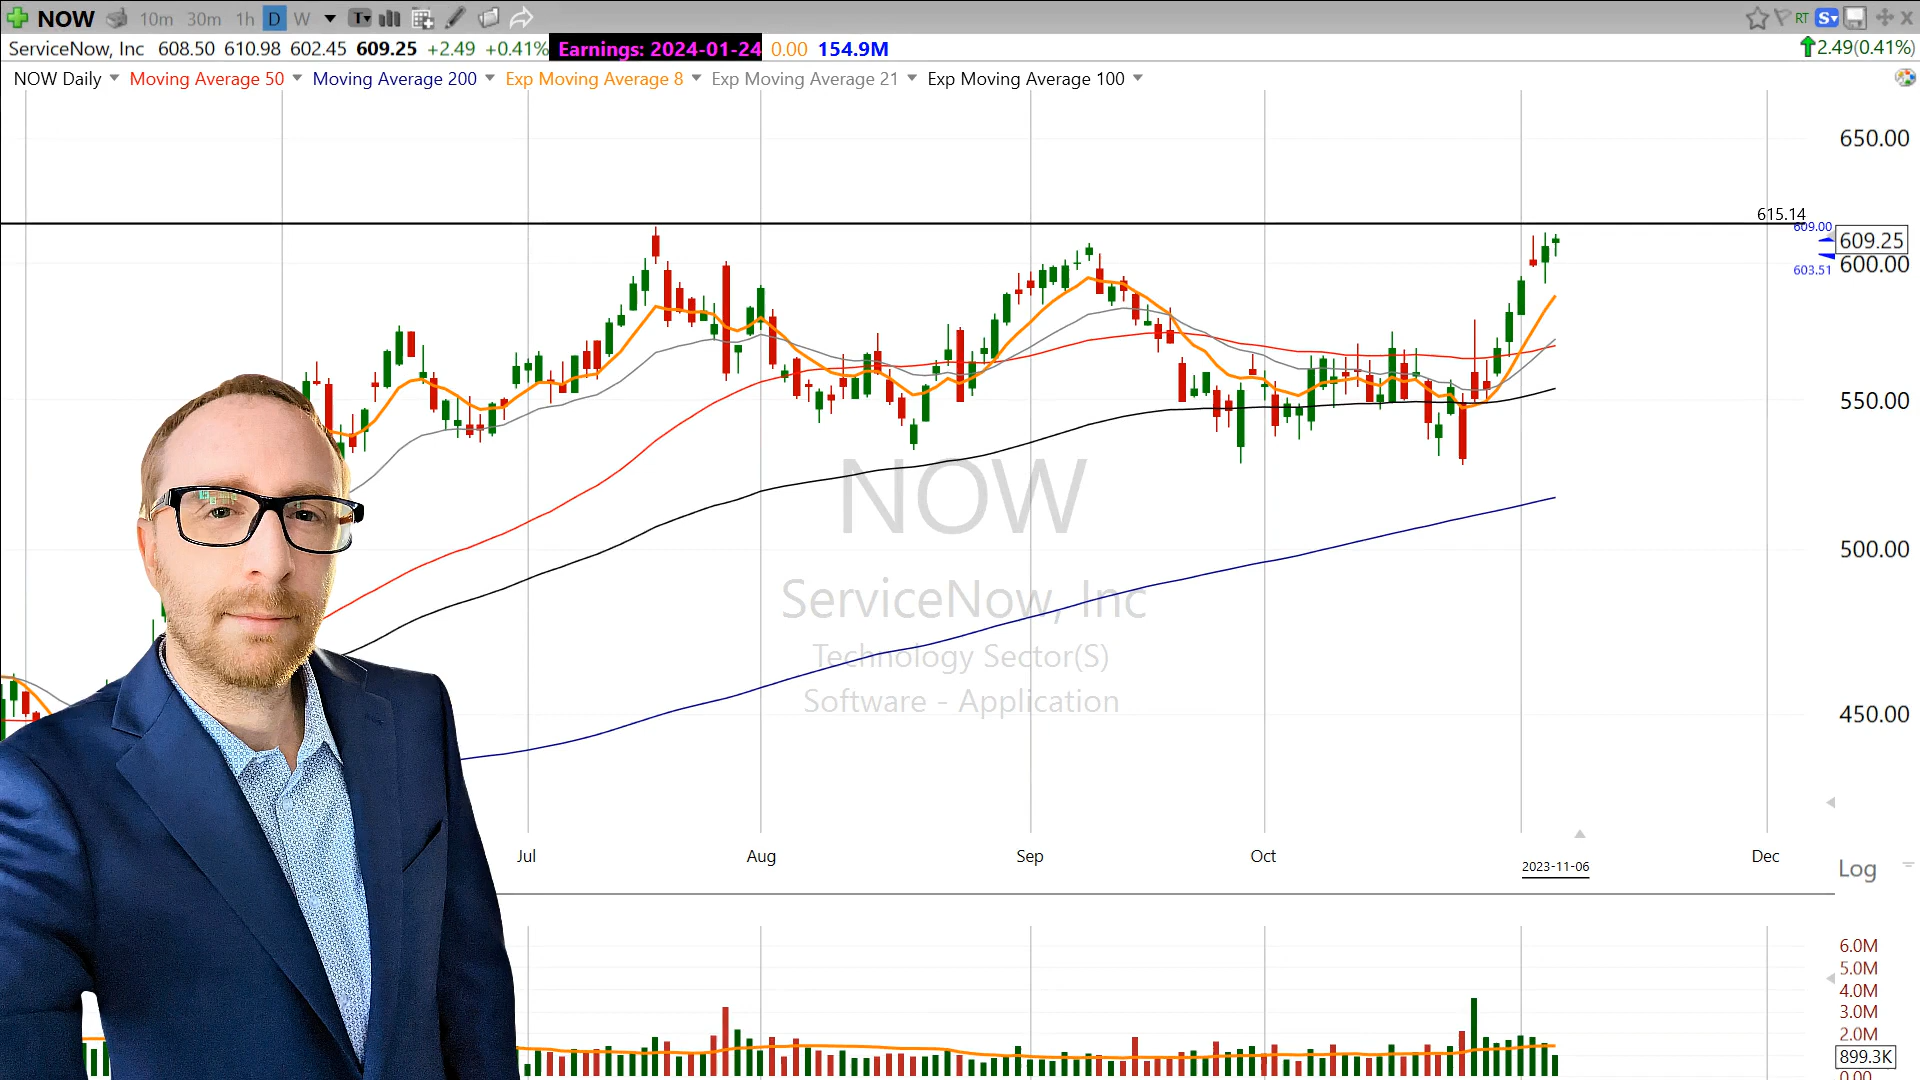 NOW 10m 30m 1h D W T RT S
ServiceNow, Inc 608.50 610.98 602.45 609.25 +2.49 +0.41% Earnings: 2024-01-24 0.00 154.9M 2.49(0.41%)
NOW Daily Moving Average 50 Moving Average 200 Exp Moving Average 8 Exp Moving Average 21 Exp Moving Average 100
650.00
615.14
609.00
609.25
600.00
603.51
550.00
NOW
500.00
ServiceNow, Inc
Technology Sector(S)
Software - Application
450.00
Jul Aug Sep Oct 2023-11-06 Dec
Log
6.0M
5.0M
4.0M
3.0M
2.0M
899.3K
0.00